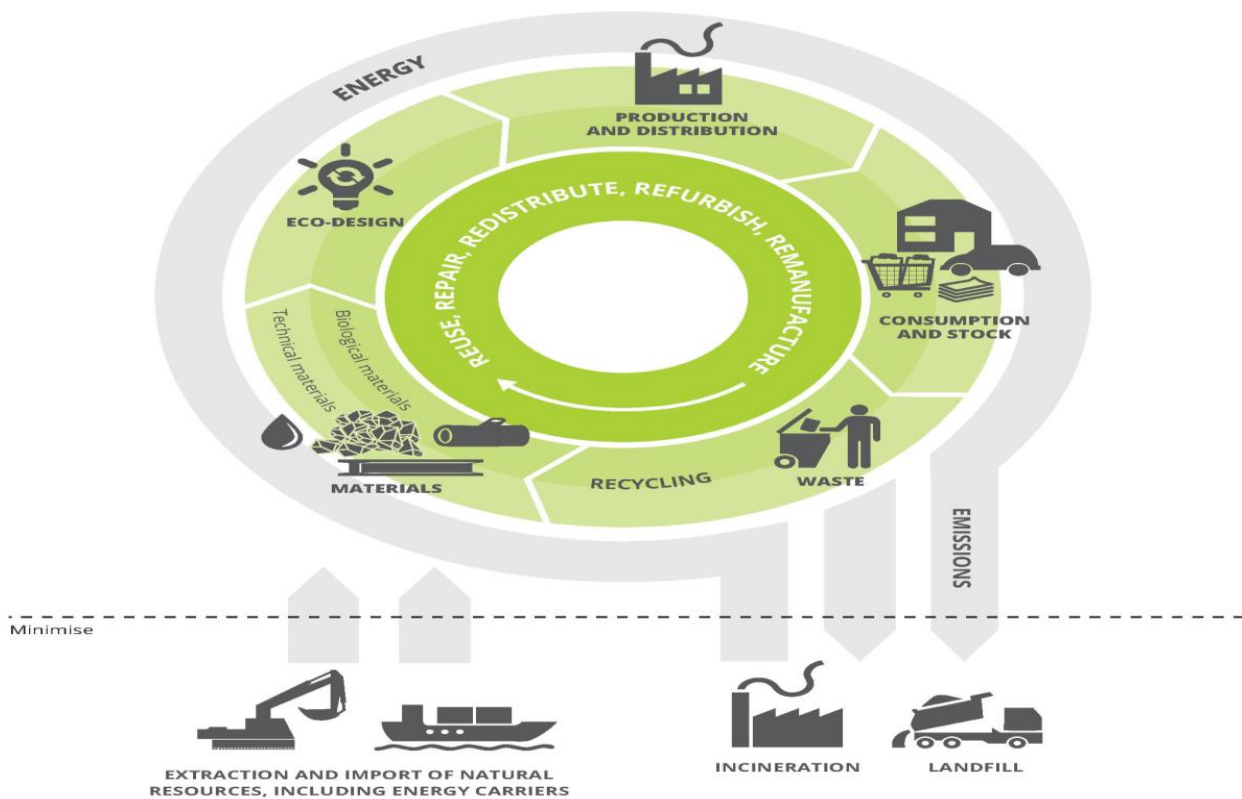 ENERGY
PRODUCTION
AND DISTRIBUTION
ECO-DESIGN
REUSE, REPAIR, REDISTRIBUTE, REFURBISH, REMANUFACTURE
CONSUMPTION
AND STOCK
Technical materials
Biological materials
MATERIALS
RECYCLING
WASTE
EMISSIONS
Minimise
EXTRACTION AND IMPORT OF NATURAL
RESOURCES, INCLUDING ENERGY CARRIERS
INCINERATION
LANDFILL